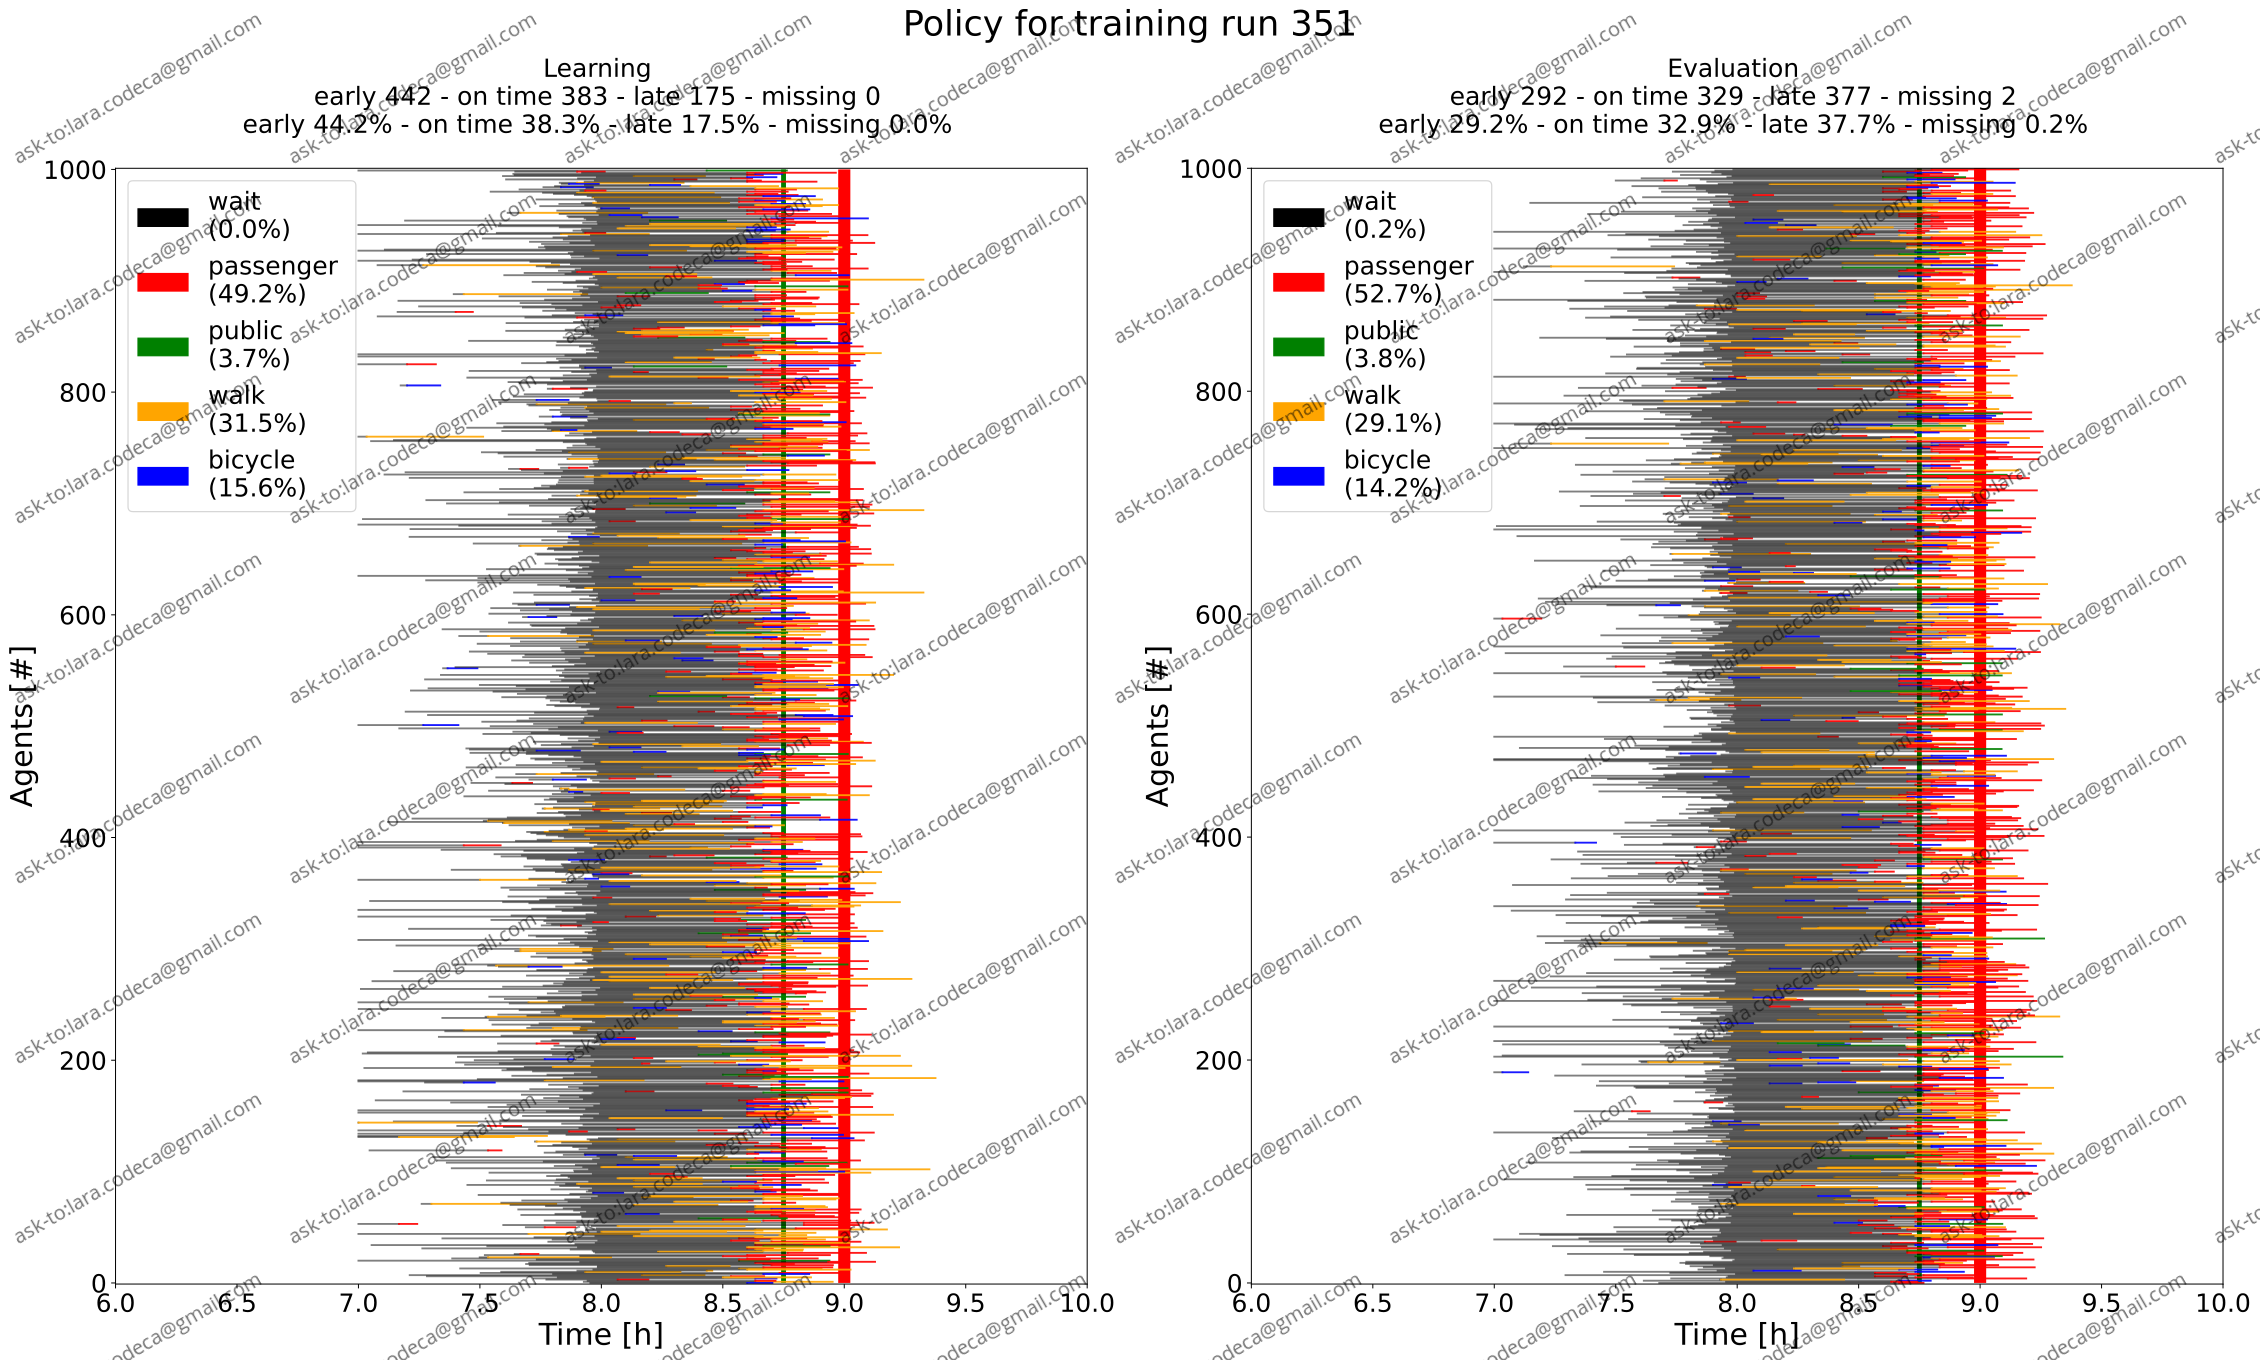 Policy for training run 351
Learning
early 442 - on time 383 - late 175 - missing 0
early 44.2% - on time 38.3% - late 17.5% - missing 0.0%
1000
800
600
400
200
0
Agents [#]
wait
(0.0%)
passenger
(49.2%)
public
(3.7%)
walk
(31.5%)
bicycle
(15.6%)
6.0 6.5 7.0 7.5 8.0 8.5 9.0 9.5 10.0
Time [h]
Evaluation
early 292 - on time 329 - late 377 - missing 2
early 29.2% - on time 32.9% - late 37.7% - missing 0.2%
1000
800
600
400
200
0
Agents [#]
wait
(0.2%)
passenger
(52.7%)
public
(3.8%)
walk
(29.1%)
bicycle
(14.2%)
6.0 6.5 7.0 7.5 8.0 8.5 9.0 9.5 10.0
Time [h]
ask-to:lara.codeca@gmail.com